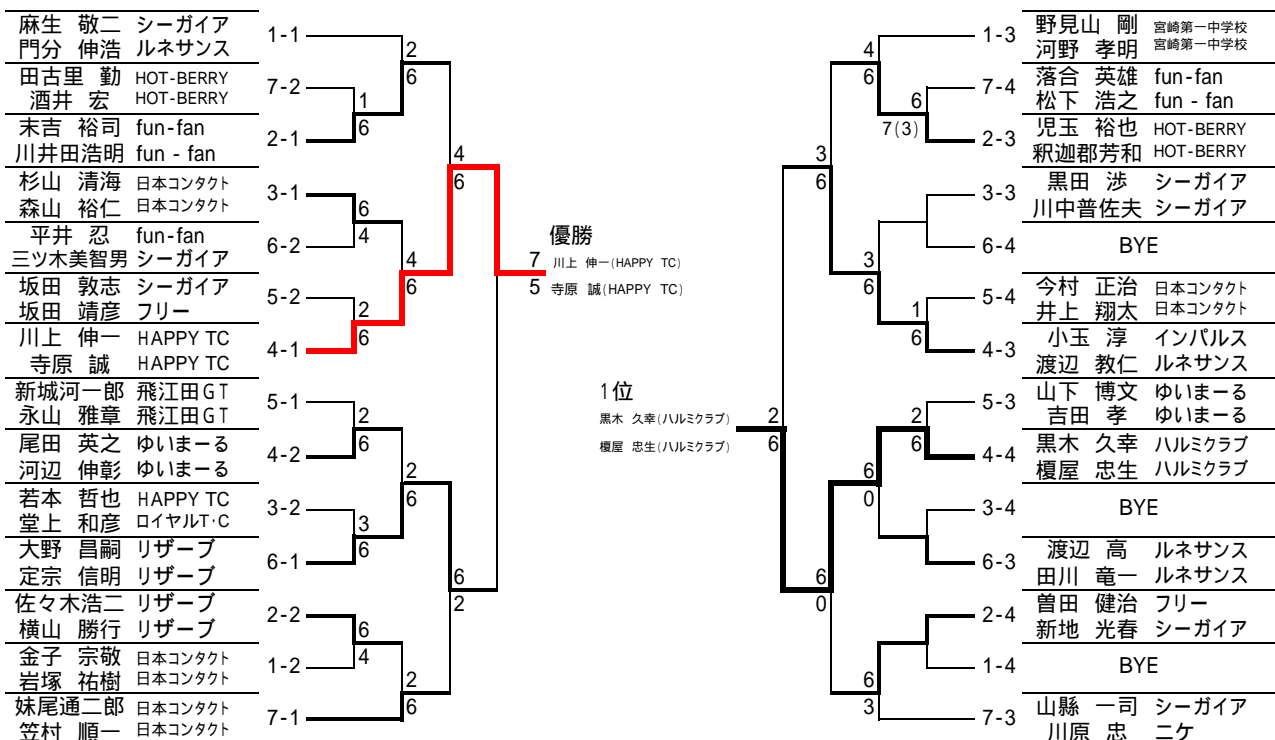 麻生 敬二 シーガイア
門分 伸浩 ルネサンス
1-1
田古里 勤 HOT-BERRY
酒井 宏 HOT-BERRY
7-2
末吉 裕司 fun-fan
川井田浩明 fun - fan
2-1
杉山 清海 日本コンタクト
森山 裕仁 日本コンタクト
3-1
平井 忍 fun-fan
三ツ木美智男 シーガイア
6-2
坂田 敦志 シーガイア
坂田 靖彦 フリー
5-2
川上 伸一 HAPPY TC
寺原 誠 HAPPY TC
4-1
新城河一郎 飛江田GT
永山 雅章 飛江田GT
5-1
尾田 英之 ゆいまーる
河辺 伸彰 ゆいまーる
4-2
若本 哲也 HAPPY TC
堂上 和彦 ロイヤルT・C
3-2
大野 昌嗣 リザーブ
定宗 信明 リザーブ
6-1
佐々木浩二 リザーブ
横山 勝行 リザーブ
2-2
金子 宗敬 日本コンタクト
岩塚 祐樹 日本コンタクト
1-2
妹尾通二郎 日本コンタクト
笠村 順一 日本コンタクト
7-1
2
6
1
6
6
4
2
6
4
6
4
6
2
6
3
6
2
6
6
4
2
6
6
2
優勝
7 川上 伸一(HAPPY TC)
5 寺原 誠(HAPPY TC)
1位
黒木 久幸(ハルミクラブ)
榎屋 忠生(ハルミクラブ)
2
6
3
6
6
0
4
6
6
7(3)
3
6
1
6
2
6
6
0
6
3
1-3
野見山 剛 宮崎第一中学校
河野 孝明 宮崎第一中学校
7-4
落合 英雄 fun-fan
松下 浩之 fun - fan
2-3
児玉 裕也 HOT-BERRY
釈迦郡芳和 HOT-BERRY
3-3
黒田 渉 シーガイア
川中普佐夫 シーガイア
6-4
BYE
5-4
今村 正治 日本コンタクト
井上 翔太 日本コンタクト
4-3
小玉 淳 インパルス
渡辺 教仁 ルネサンス
5-3
山下 博文 ゆいまーる
吉田 孝 ゆいまーる
4-4
黒木 久幸 ハルミクラブ
榎屋 忠生 ハルミクラブ
3-4
BYE
6-3
渡辺 高 ルネサンス
田川 竜一 ルネサンス
2-4
曽田 健治 フリー
新地 光春 シーガイア
1-4
BYE
7-3
山縣 一司 シーガイア
川原 忠 ニケ